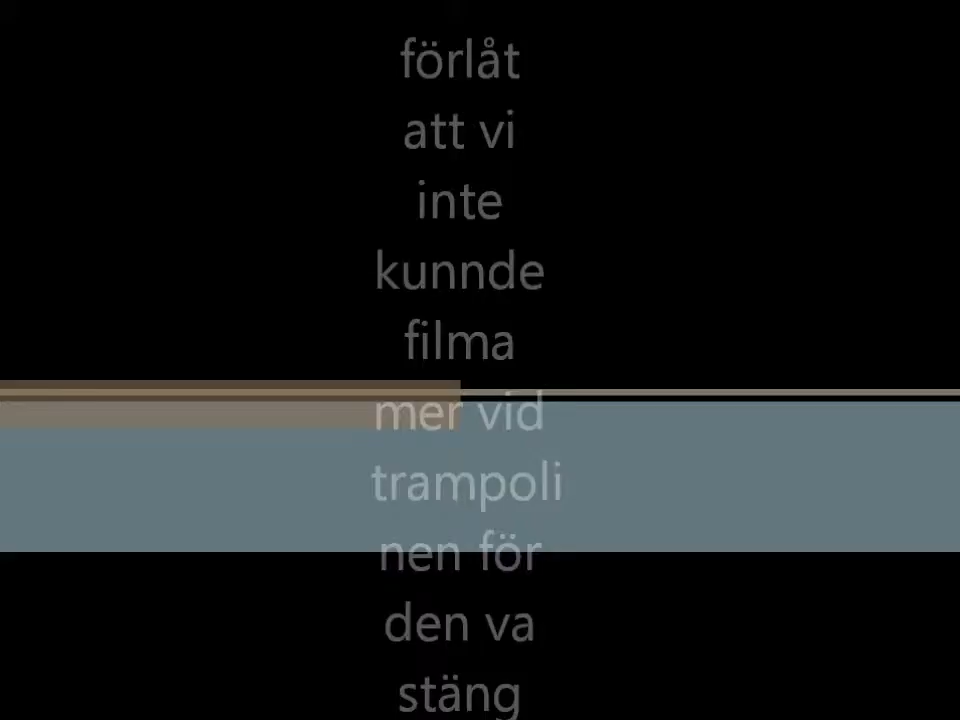 förlåt
att vi
inte
kunnde
filma
mer vid
trampoli
nen för
den va
stäng